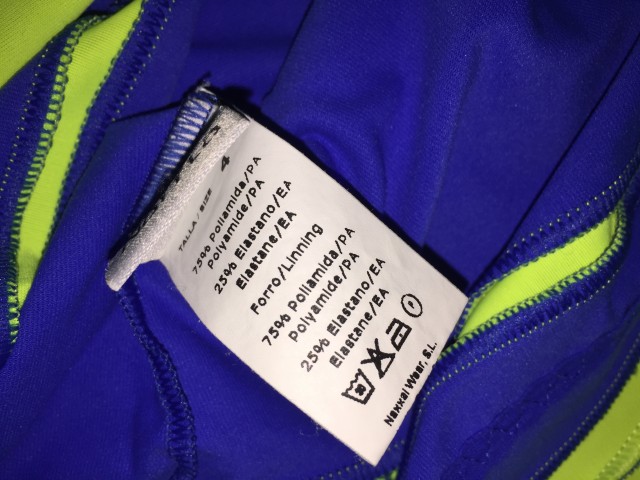 TALLA / SIZE 4
75% Poliamida/PA
Polyamide/PA
25% Elastano/EA
Elastane/EA
Forro/Linning
75% Poliamida/PA
Polyamide/PA
25% Elastano/EA
Elastane/EA
Naxxai Wear, S.L.